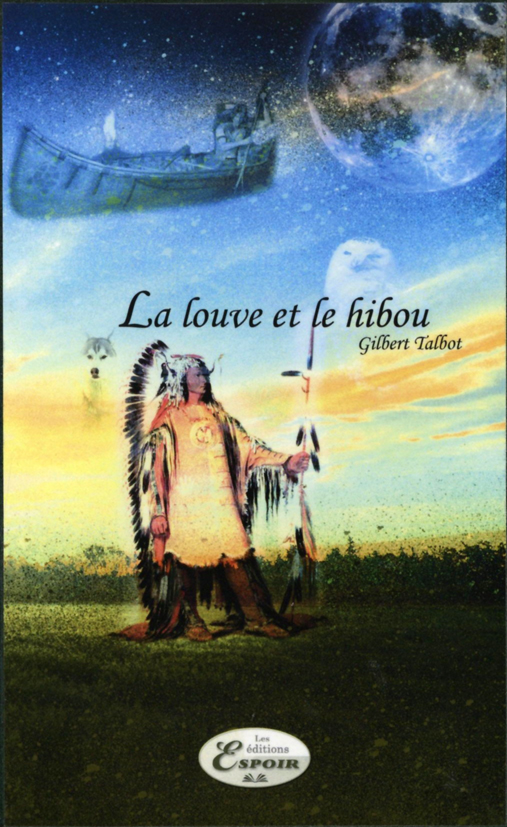 La louve et le hibou
Gilbert Talbot
Les
éditions
ESPOIR